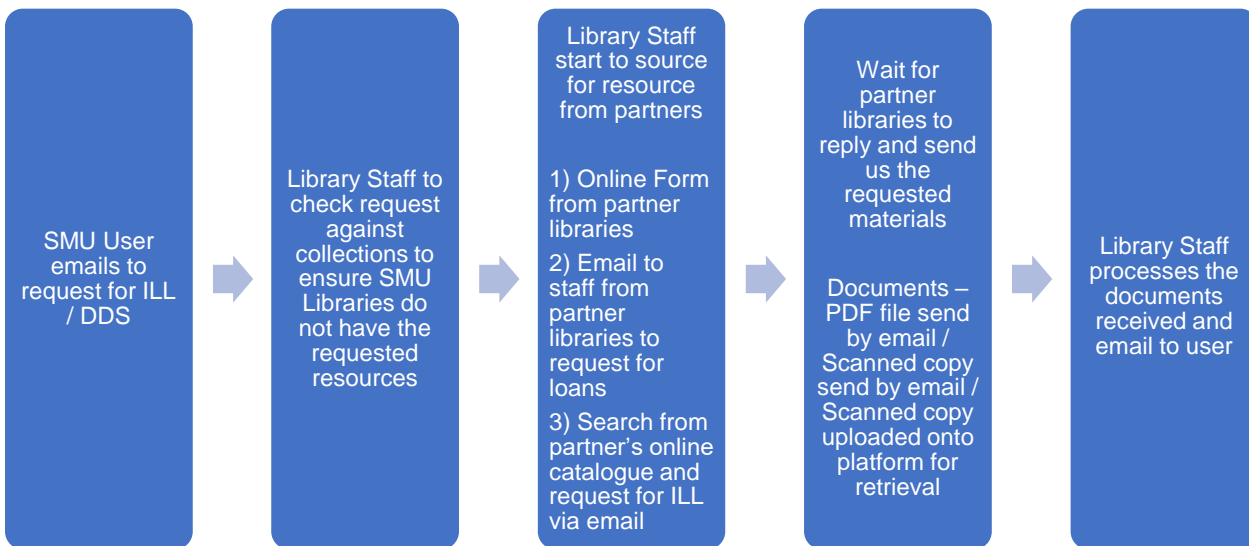 SMU User
emails to
request for ILL
/ DDS
Library Staff to
check request
against
collections to
ensure SMU
Libraries do
not have the
requested
resources
Library Staff
start to source
for resource
from partners
1) Online Form
from partner
libraries
2) Email to
staff from
partner
libraries to
request for
loans
3) Search from
partner's online
catalogue and
request for ILL
via email
Wait for
partner
libraries to
reply and send
us the
requested
materials
Documents –
PDF file send
by email /
Scanned copy
send by email /
Scanned copy
uploaded onto
platform for
retrieval
Library Staff
processes the
documents
received and
email to user